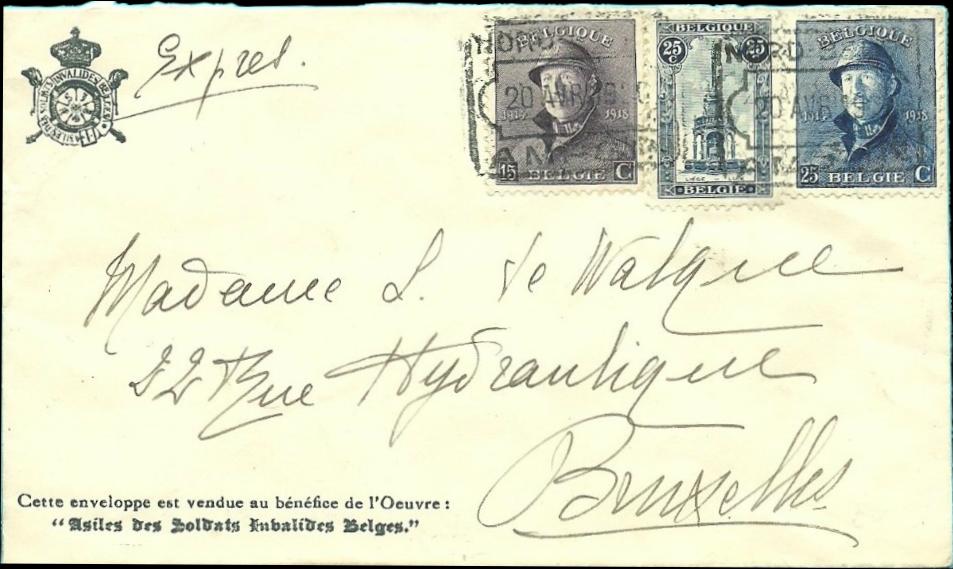 Expres.
BELGIQUE
1914 1918
15 C
BELGIE
BELGIQUE
25 C 25 C
LIEGE
BELGIE
BELGIQUE
1914 1918
25 C
BELGIE
NORD
20 AVR
Madame L. de Walque
22 Rue Hydraulique
Bruxelles
Cette enveloppe est vendue au bénéfice de l'Oeuvre :
"Asiles des Soldats Invalides Belges."